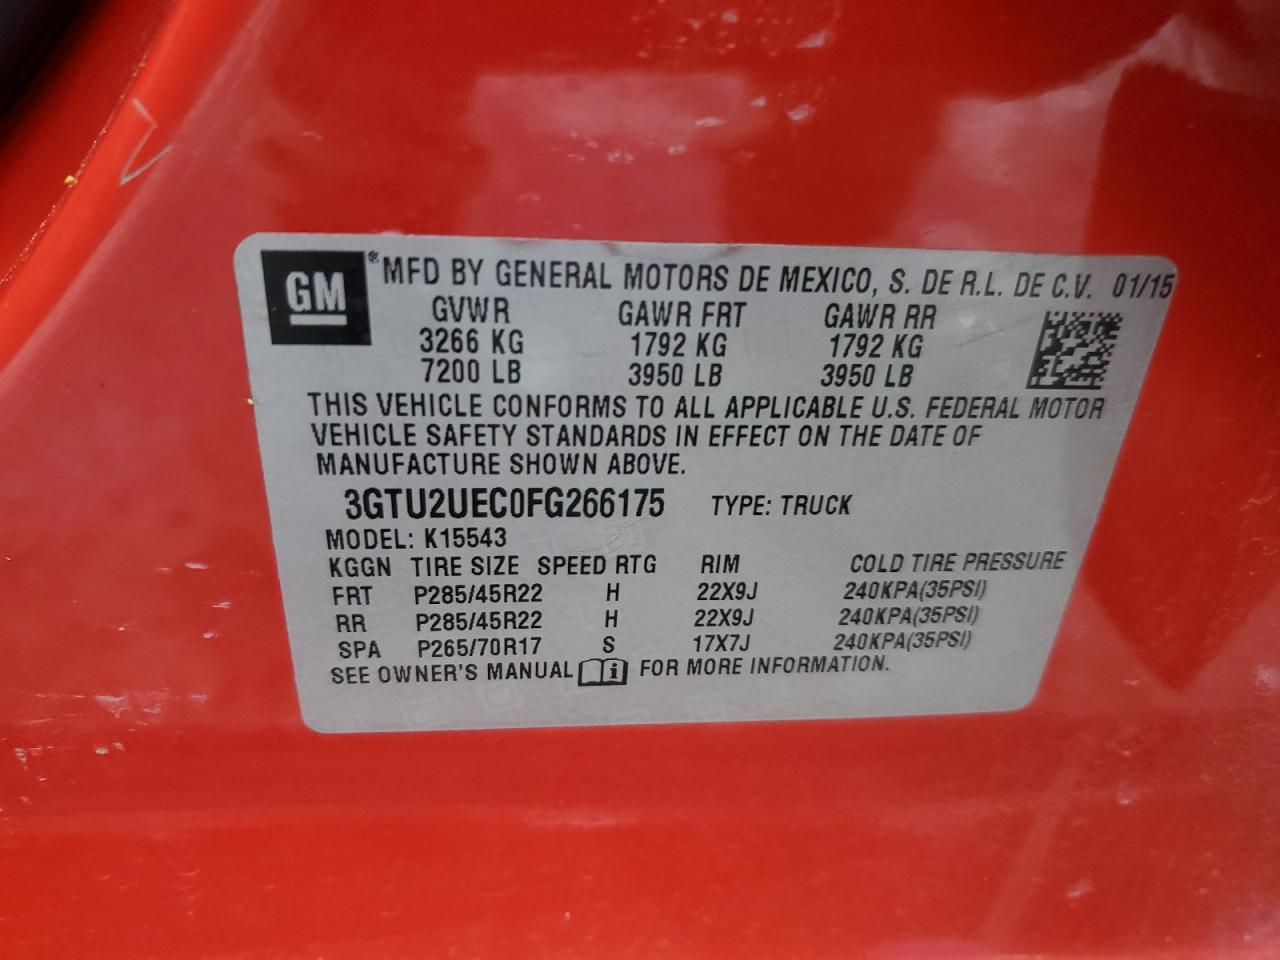 GM® MFD BY GENERAL MOTORS DE MEXICO, S. DE R.L. DE C.V. 01/15
GVWR GAWR FRT GAWR RR
3266 KG 1792 KG 1792 KG
7200 LB 3950 LB 3950 LB
THIS VEHICLE CONFORMS TO ALL APPLICABLE U.S. FEDERAL MOTOR
VEHICLE SAFETY STANDARDS IN EFFECT ON THE DATE OF
MANUFACTURE SHOWN ABOVE.
3GTU2UEC0FG266175 TYPE: TRUCK
MODEL: K15543
KGGN TIRE SIZE SPEED RTG RIM COLD TIRE PRESSURE
FRT P285/45R22 H 22X9J 240KPA(35PSI)
RR P285/45R22 H 22X9J 240KPA(35PSI)
SPA P265/70R17 S 17X7J 240KPA(35PSI)
SEE OWNER'S MANUAL i FOR MORE INFORMATION.